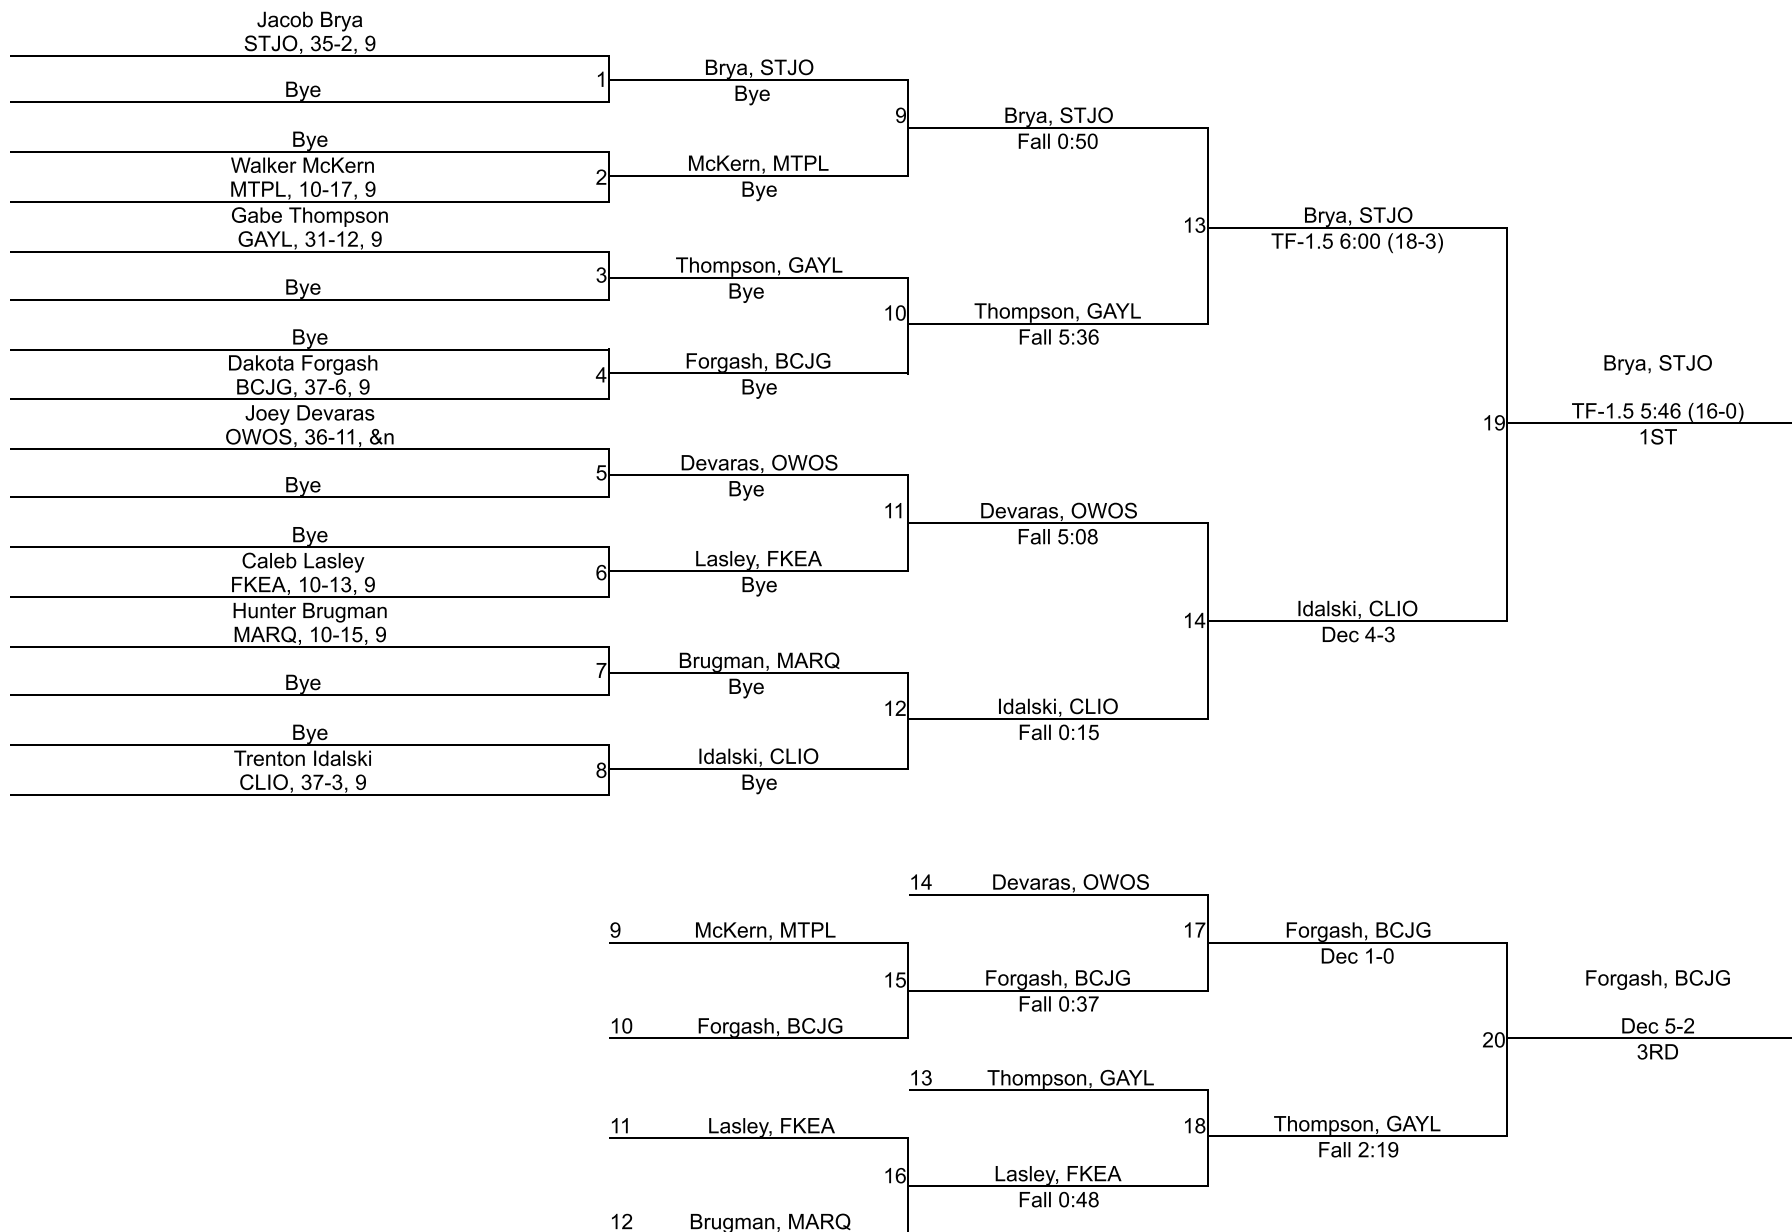 Jacob Brya
STJO, 35-2, 9
Bye
1
Bye
Walker McKern
MTPL, 10-17, 9
2
Gabe Thompson
GAYL, 31-12, 9
Bye
3
Bye
Dakota Forgash
BCJG, 37-6, 9
4
Joey Devaras
OWOS, 36-11, &n
Bye
5
Bye
Caleb Lasley
FKEA, 10-13, 9
6
Hunter Brugman
MARQ, 10-15, 9
Bye
7
Bye
Trenton Idalski
CLIO, 37-3, 9
8
Brya, STJO
Bye
9
McKern, MTPL
Bye
Thompson, GAYL
Bye
10
Forgash, BCJG
Bye
Devaras, OWOS
Bye
11
Lasley, FKEA
Bye
Brugman, MARQ
Bye
12
Idalski, CLIO
Bye
Brya, STJO
Fall 0:50
13
Thompson, GAYL
Fall 5:36
Devaras, OWOS
Fall 5:08
14
Idalski, CLIO
Fall 0:15
Brya, STJO
TF-1.5 6:00 (18-3)
19
Idalski, CLIO
Dec 4-3
Brya, STJO
TF-1.5 5:46 (16-0)
1ST
9 McKern, MTPL
15
10 Forgash, BCJG
11 Lasley, FKEA
16
12 Brugman, MARQ
14 Devaras, OWOS
17
Forgash, BCJG
Fall 0:37
13 Thompson, GAYL
18
Lasley, FKEA
Fall 0:48
Forgash, BCJG
Dec 1-0
20
Thompson, GAYL
Fall 2:19
Forgash, BCJG
Dec 5-2
3RD